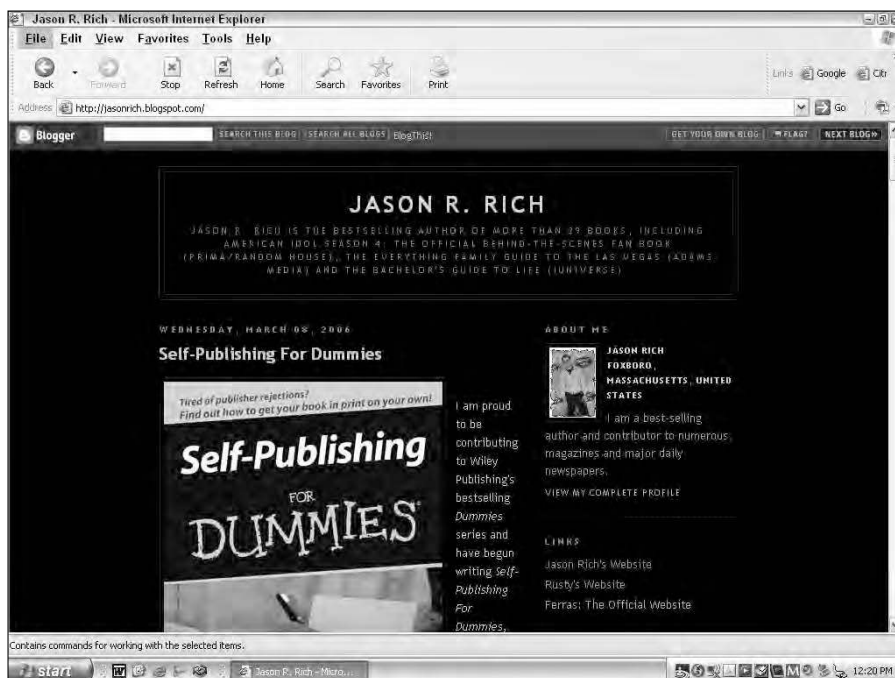 Jason R. Rich - Microsoft Internet Explorer
File Edit View Favorites Tools Help
Back Forward Stop Refresh Home Search Favorites Print
Links Google Citi
Address http://jasonrich.blogspot.com/ Go
Blogger SEARCH THIS BLOG SEARCH ALL BLOGS BlogThis! GET YOUR OWN BLOG FLAG? NEXT BLOG»
JASON R. RICH
JASON R. RICH IS THE BESTSELLING AUTHOR OF MORE THAN 29 BOOKS, INCLUDING
AMERICAN IDOL SEASON 4: THE OFFICIAL BEHIND-THE-SCENES FAN BOOK
(PRIMA/RANDOM HOUSE), THE EVERYTHING FAMILY GUIDE TO THE LAS VEGAS (ADAMS
MEDIA) AND THE BACHELOR'S GUIDE TO LIFE (IUNIVERSE)
WEDNESDAY, MARCH 08, 2006
Self-Publishing For Dummies
Tired of publisher rejections?
Find out how to get your book in print on your own!
Self-Publishing
FOR
DUMMIES
I am proud
to be
contributing
to Wiley
Publishing's
bestselling
Dummies
series and
have begun
writing Self-
Publishing
For
Dummies,
ABOUT ME
JASON RICH
FOXBORO,
MASSACHUSETTS, UNITED
STATES
I am a best-selling
author and contributor to numerous
magazines and major daily
newspapers.
VIEW MY COMPLETE PROFILE
LINKS
Jason Rich's Website
Rusty's Website
Ferras: The Official Website
Contains commands for working with the selected items.
start Jason R. Rich - Micro... 12:20 PM